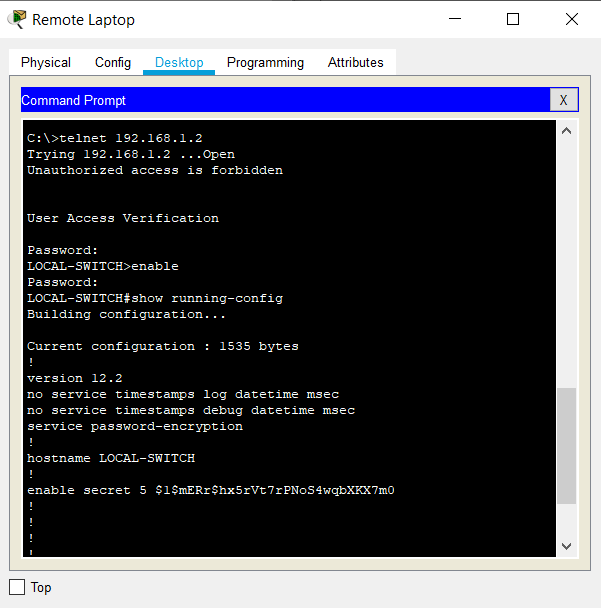 Remote Laptop
Physical Config Desktop Programming Attributes
Command Prompt X
C:\>telnet 192.168.1.2
Trying 192.168.1.2 ...Open
Unauthorized access is forbidden
User Access Verification
Password:
LOCAL-SWITCH>enable
Password:
LOCAL-SWITCH#show running-config
Building configuration...
Current configuration : 1535 bytes
!
version 12.2
no service timestamps log datetime msec
no service timestamps debug datetime msec
service password-encryption
!
hostname LOCAL-SWITCH
!
enable secret 5 $1$mERr$hx5rVt7rPNoS4wqbXKX7m0
!
!
!
!
Top